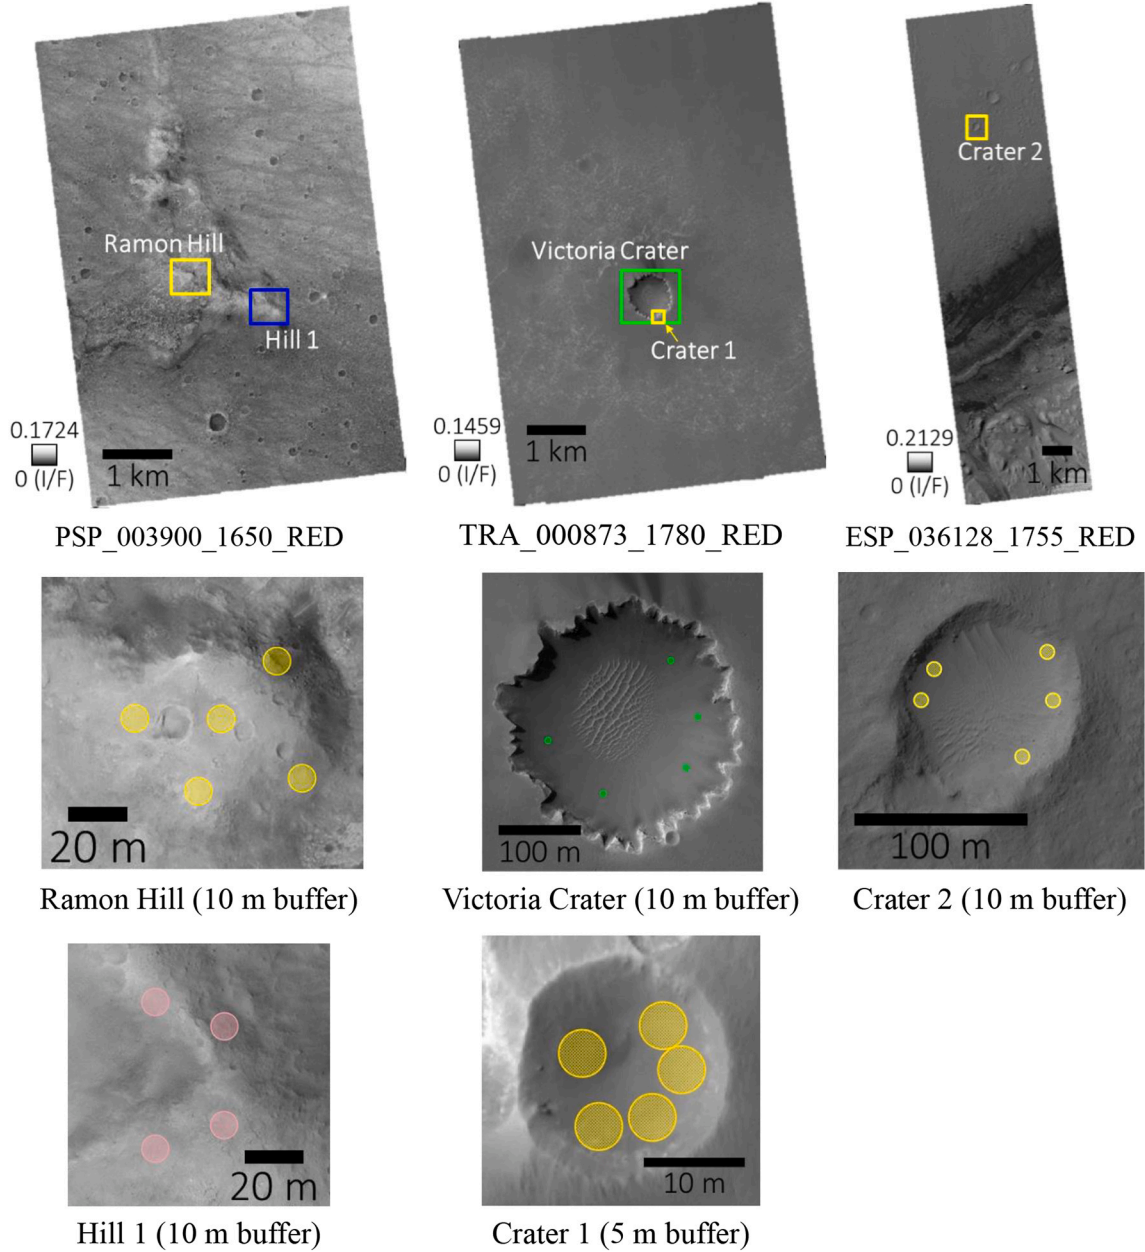 Ramon Hill
Hill 1
0.1724
0 (I/F)
1 km
PSP_003900_1650_RED
Victoria Crater
Crater 1
0.1459
0 (I/F)
1 km
TRA_000873_1780_RED
Crater 2
0.2129
0 (I/F)
1 km
ESP_036128_1755_RED
20 m
Ramon Hill (10 m buffer)
100 m
Victoria Crater (10 m buffer)
100 m
Crater 2 (10 m buffer)
20 m
Hill 1 (10 m buffer)
10 m
Crater 1 (5 m buffer)